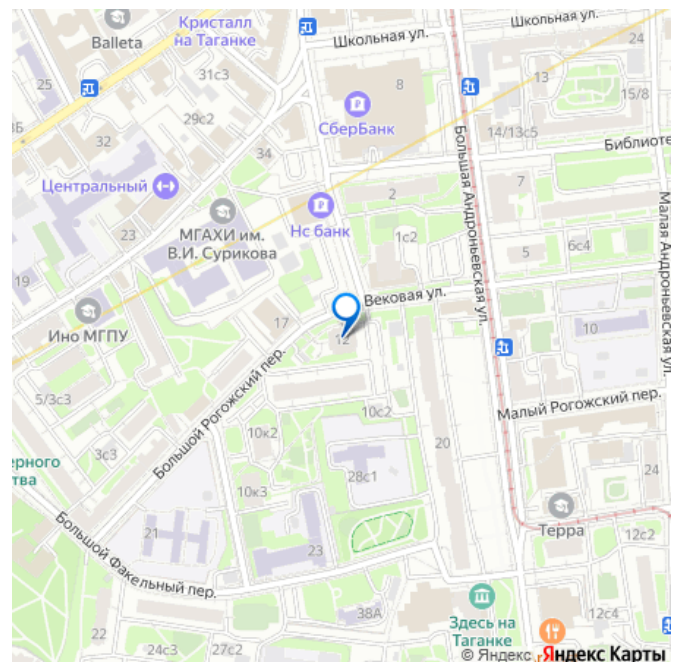 Balleta
Кристалл
на Таганке
Школьная ул.
24
25
31с3
8
13
15/8
29с2
СберБанк
14/13с5
32
34
Библиоте
Центральный
7
2
23
МГАХИ им.
В.И. Сурикова
Нс банк
1с2
5
6с4
Большая Андроньевская ул.
Малая Андроньевская ул.
19
Вековая ул.
Ино МГПУ
17
12
10
5/3с3
Большой Рогожский пер.
Малый Рогожский пер.
10с2
3с3
10к2
20
ерного
тва
28с1
24
10к3
Терра
21
23
12с2
Большой Факельный пер.
38А
Здесь на
Таганке
12с4
22
24с3
27с2
© Яндекс
Яндекс Карты